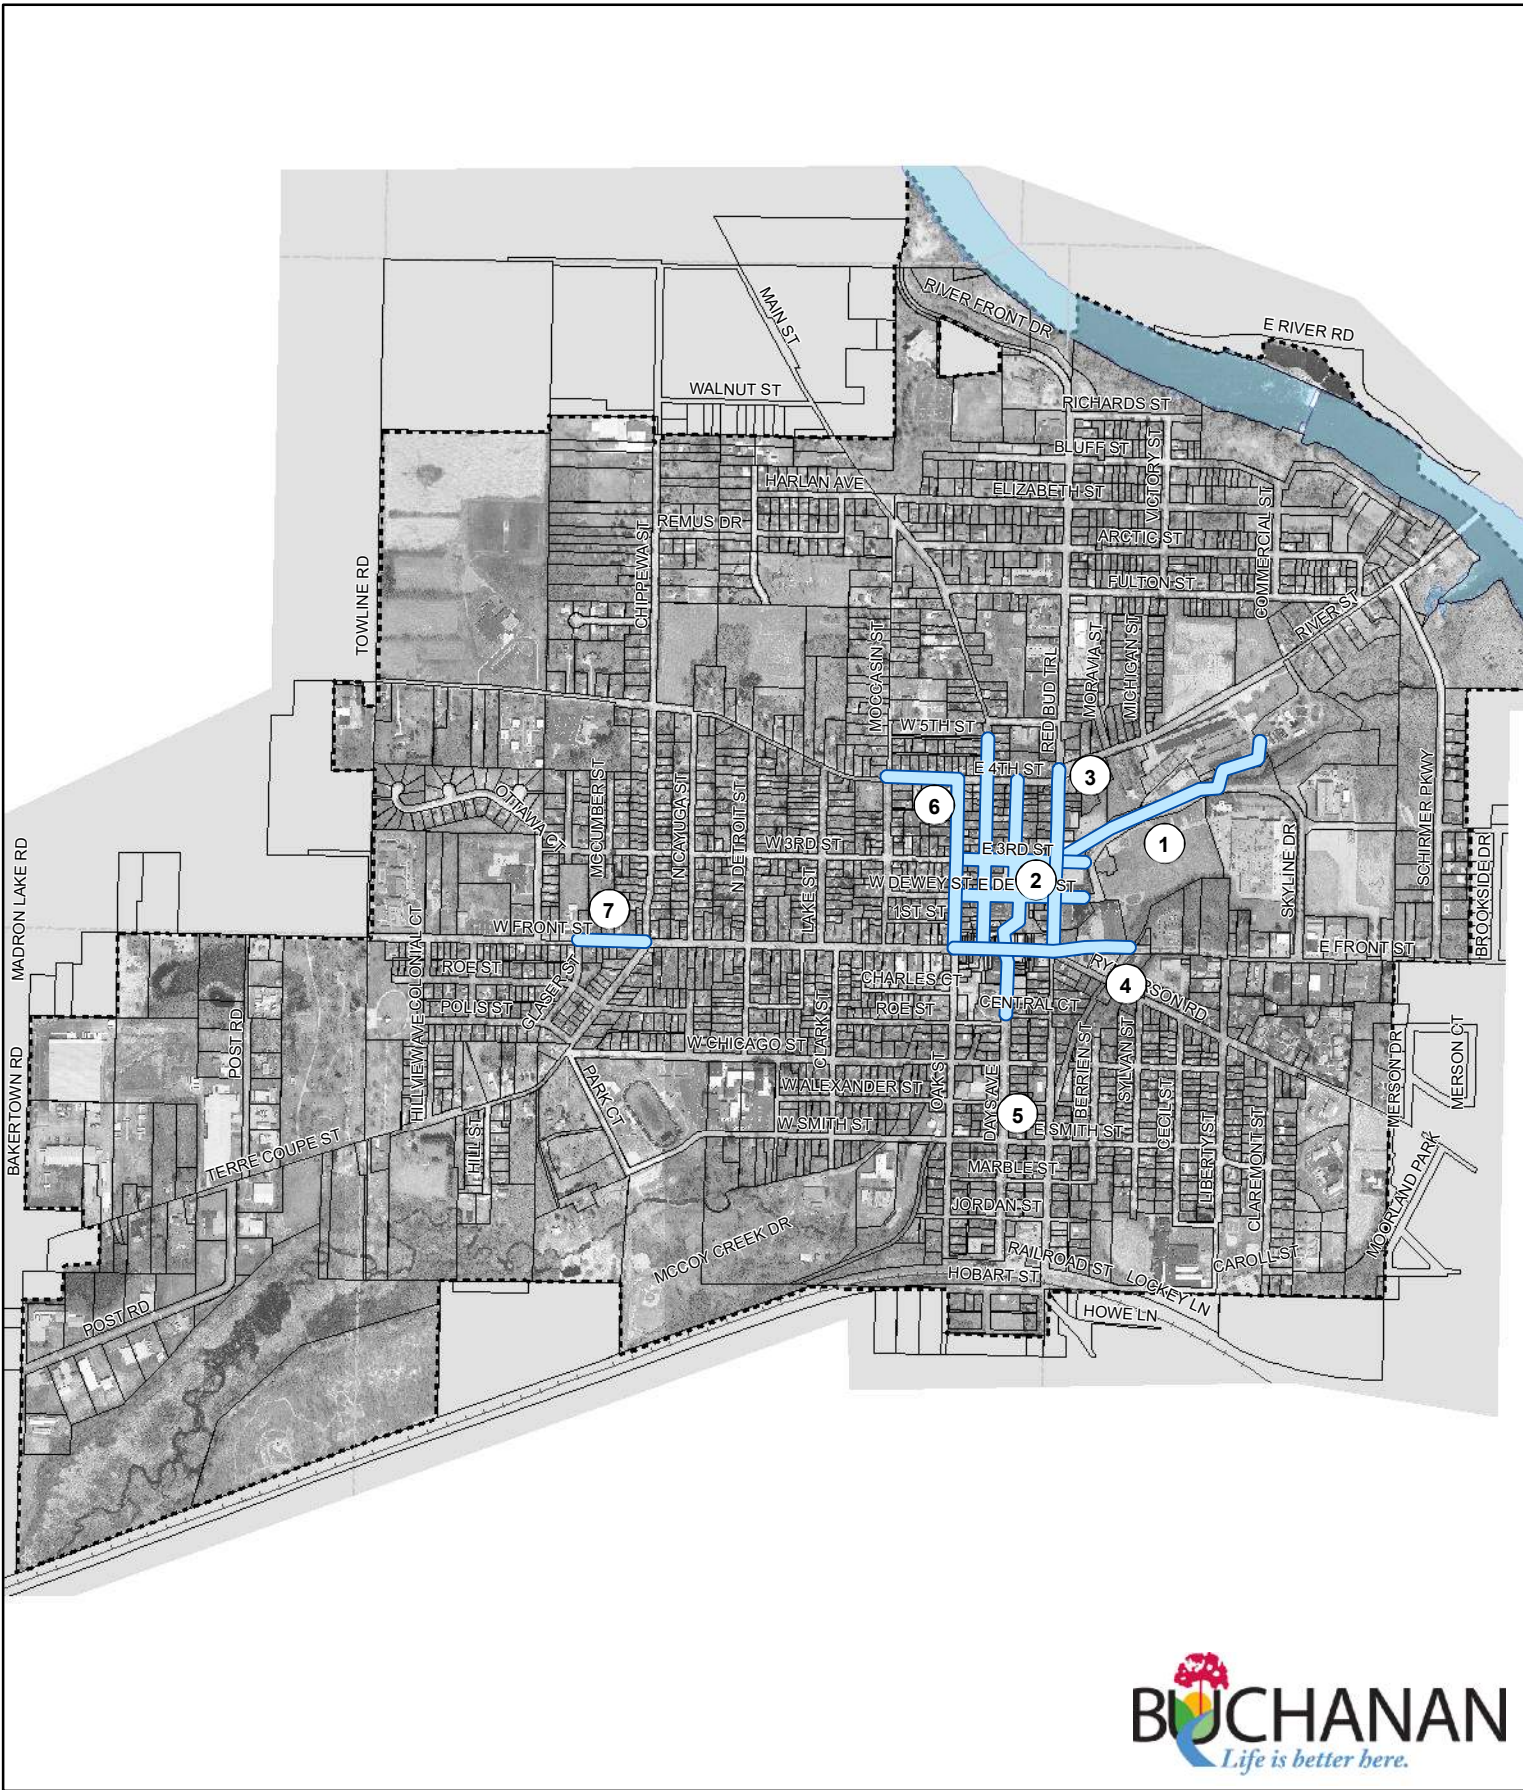 E RIVER RD
RIVER FRONT DR
MAIN ST
WALNUT ST
RICHARDS ST
BLUFF ST
VICTORY ST
HARLAN AVE
ELIZABETH ST
COMMERCIAL ST
REMUS DR
ARCTIC ST
CHIPPEWA ST
FULTON ST
TOWLINE RD
RIVER ST
MOCCASIN ST
MORAVIA ST
MICHIGAN ST
RED BUD TRL
W 5TH ST
E 4TH ST
3
6
OTTAWA CT
MCCUMBER ST
N CAYUGA ST
N DETROIT ST
W 3RD ST
E 3RD ST
1
SKYLINE DR
SCHIRMER PKWY
BROOKSIDE DR
MADRON LAKE RD
LAKE ST
W DEWEY ST
E DE
2
ST
7
1ST ST
W FRONT ST
E FRONT ST
HILLVIEW AVE
COLONIAL CT
ROE ST
CHARLES CT
RY
4
RSON RD
POLIS ST
GLASER ST
ROE ST
CENTRAL CT
POST RD
CLARK ST
W CHICAGO ST
BERRIEN ST
SYLVAN ST
MERSON DR
MERSON CT
BAKERTOWN RD
PARK CT
W ALEXANDER ST
OAK ST
DAYS AVE
5
CECIL ST
W SMITH ST
E SMITH ST
LIBERTY ST
CLAREMONT ST
TERRE COUPE ST
HILL ST
MARBLE ST
MOORLAND PARK
JORDAN ST
MCCOY CREEK DR
RAILROAD ST
CAROLL ST
HOBART ST
LOCKEY LN
POST RD
HOWE LN
BUCHANAN
Life is better here.